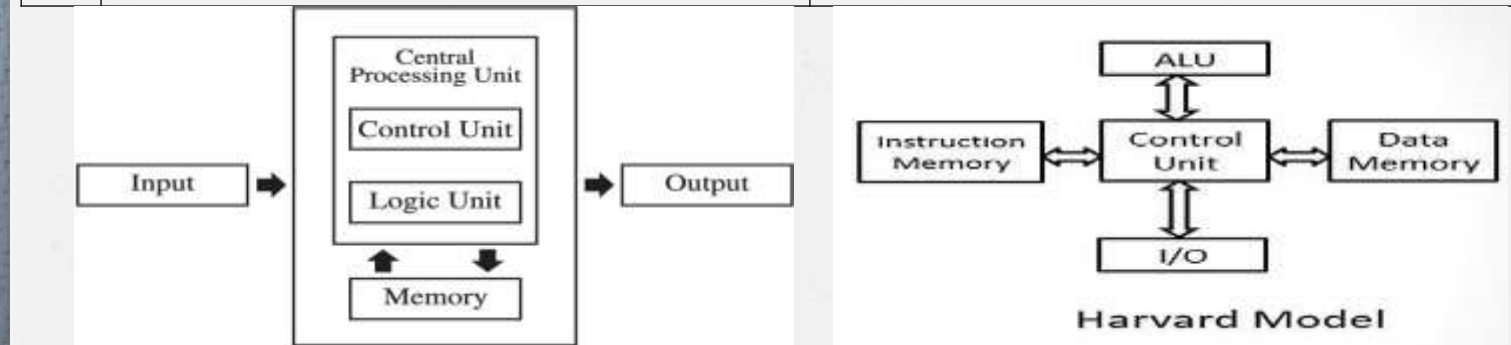 Central
Processing Unit
Control Unit
Logic Unit
Input
Output
Memory
ALU
Instruction
Memory
Control
Unit
Data
Memory
I/O
Harvard Model